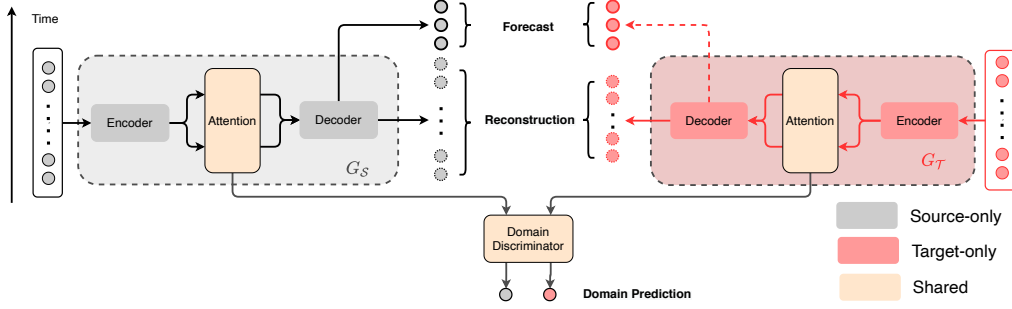 Time
Forecast
Encoder
Attention
Decoder
Reconstruction
Decoder
Attention
Encoder
G_S
G_T
Domain
Discriminator
Source-only
Target-only
Shared
Domain Prediction